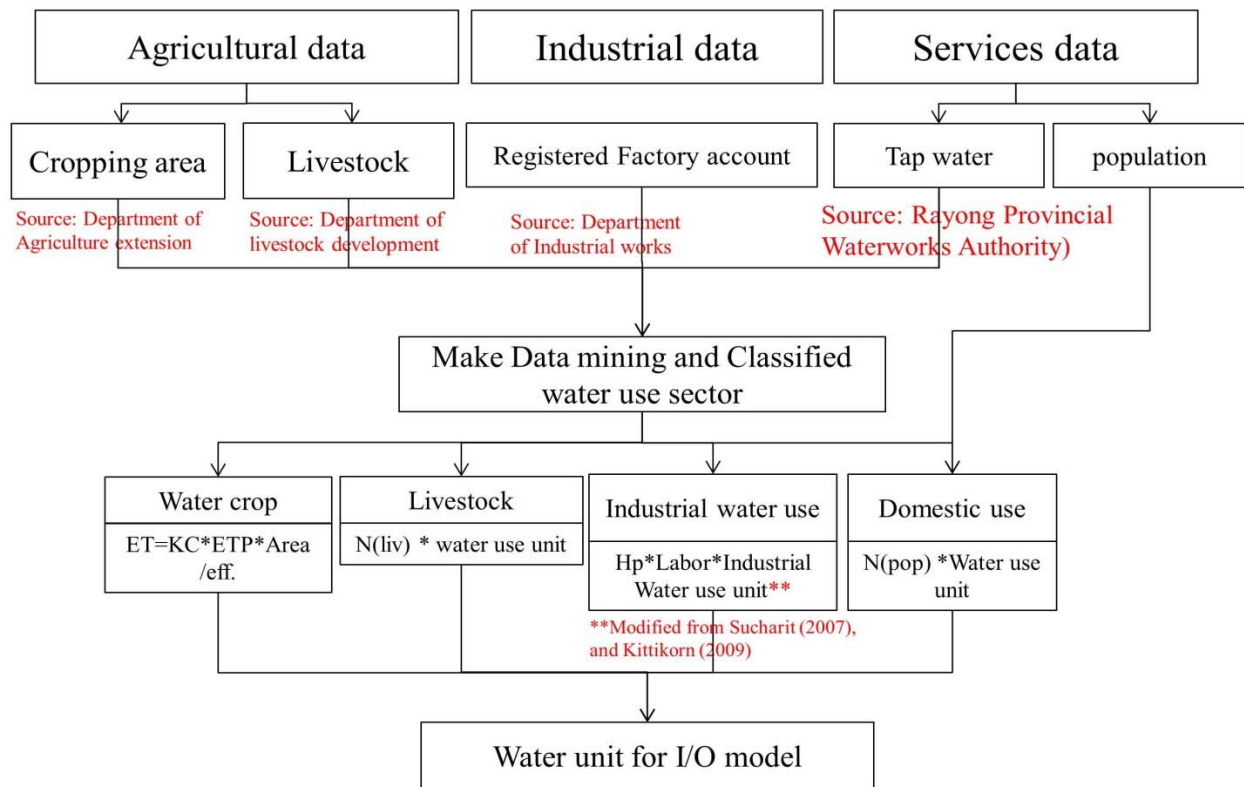 Agricultural data
Industrial data
Services data
Cropping area
Livestock
Registered Factory account
Tap water
population
Source: Department of
Agriculture extension
Source: Department of
livestock development
Source: Department
of Industrial works
Source: Rayong Provincial
Waterworks Authority)
Make Data mining and Classified
water use sector
Water crop
ET=KC*ETP*Area
/eff.
Livestock
N(liv) * water use unit
Industrial water use
Hp*Labor*Industrial
Water use unit**
**Modified from Sucharit (2007),
and Kittikorn (2009)
Domestic use
N(pop) *Water use
unit
Water unit for I/O model